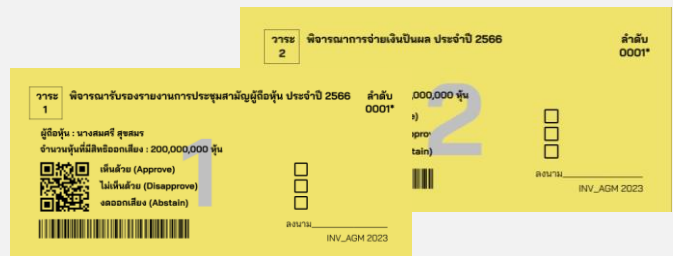 วาระ
2
พิจารณาการจ่ายเงินปันผล ประจำปี 2566
ลำดับ
0001*
,000,000 หุ้น
2
e)
tain)
ลงนาม
INV_AGM 2023
วาระ
1
พิจารณารับรองรายงานการประชุมสามัญผู้ถือหุ้น ประจำปี 2566
ลำดับ
0001*
ผู้ถือหุ้น : นางสมศรี สุขสมร
จำนวนหุ้นที่มีสิทธิออกเสียง : 200,000,000 หุ้น
1
เห็นด้วย (Approve)
ไม่เห็นด้วย (Disapprove)
งดออกเสียง (Abstain)
ลงนาม
INV_AGM 2023